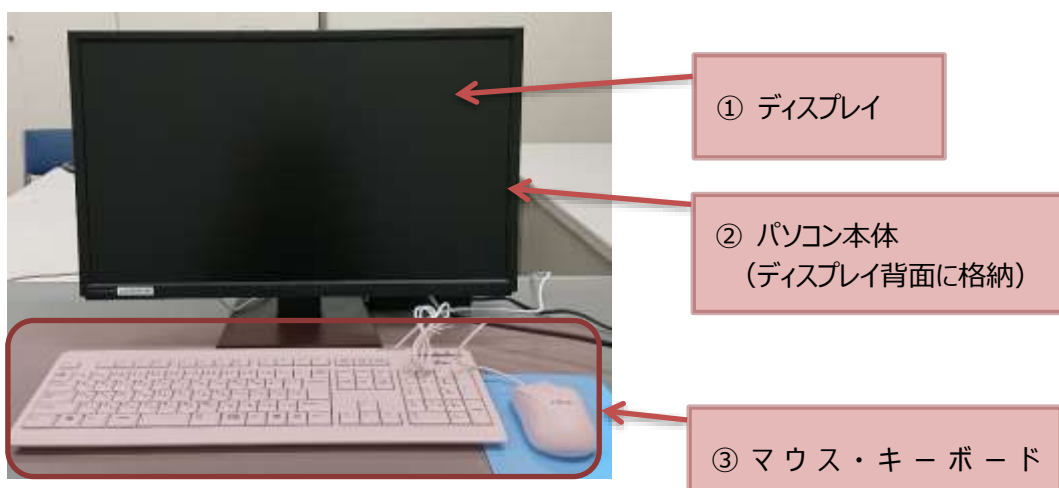 ① ディスプレイ
② パソコン本体
（ディスプレイ背面に格納）
③ マ ウ ス ・ キ ー ボ ー ド